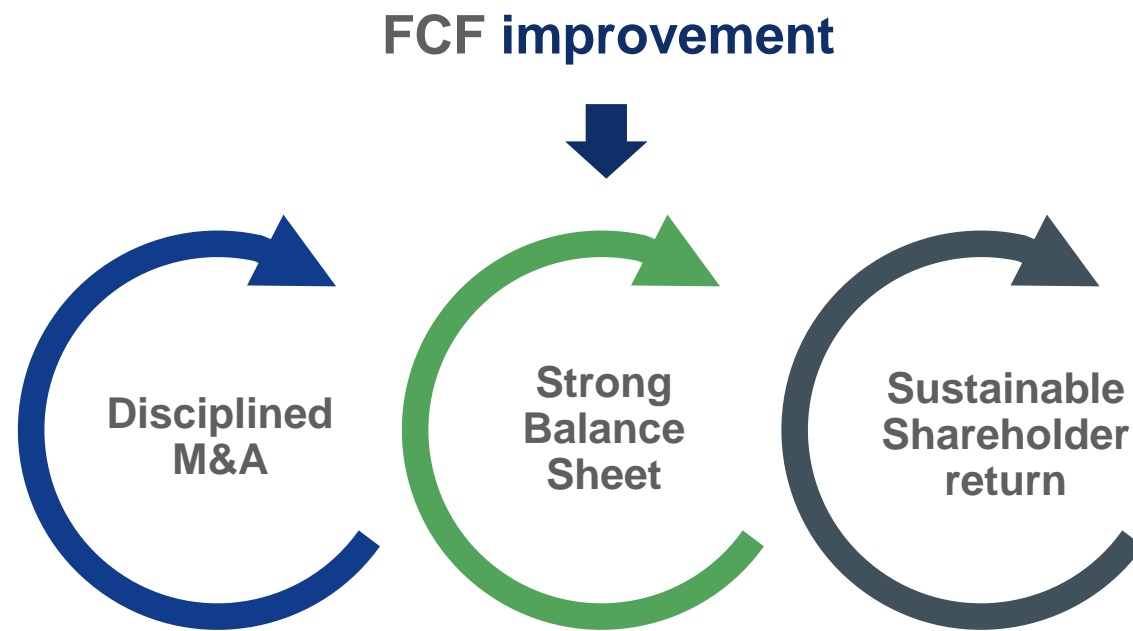 FCF improvement
Disciplined
M&A
Strong
Balance
Sheet
Sustainable
Shareholder
return